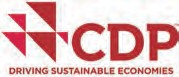 CDP
DRIVING SUSTAINABLE ECONOMIES